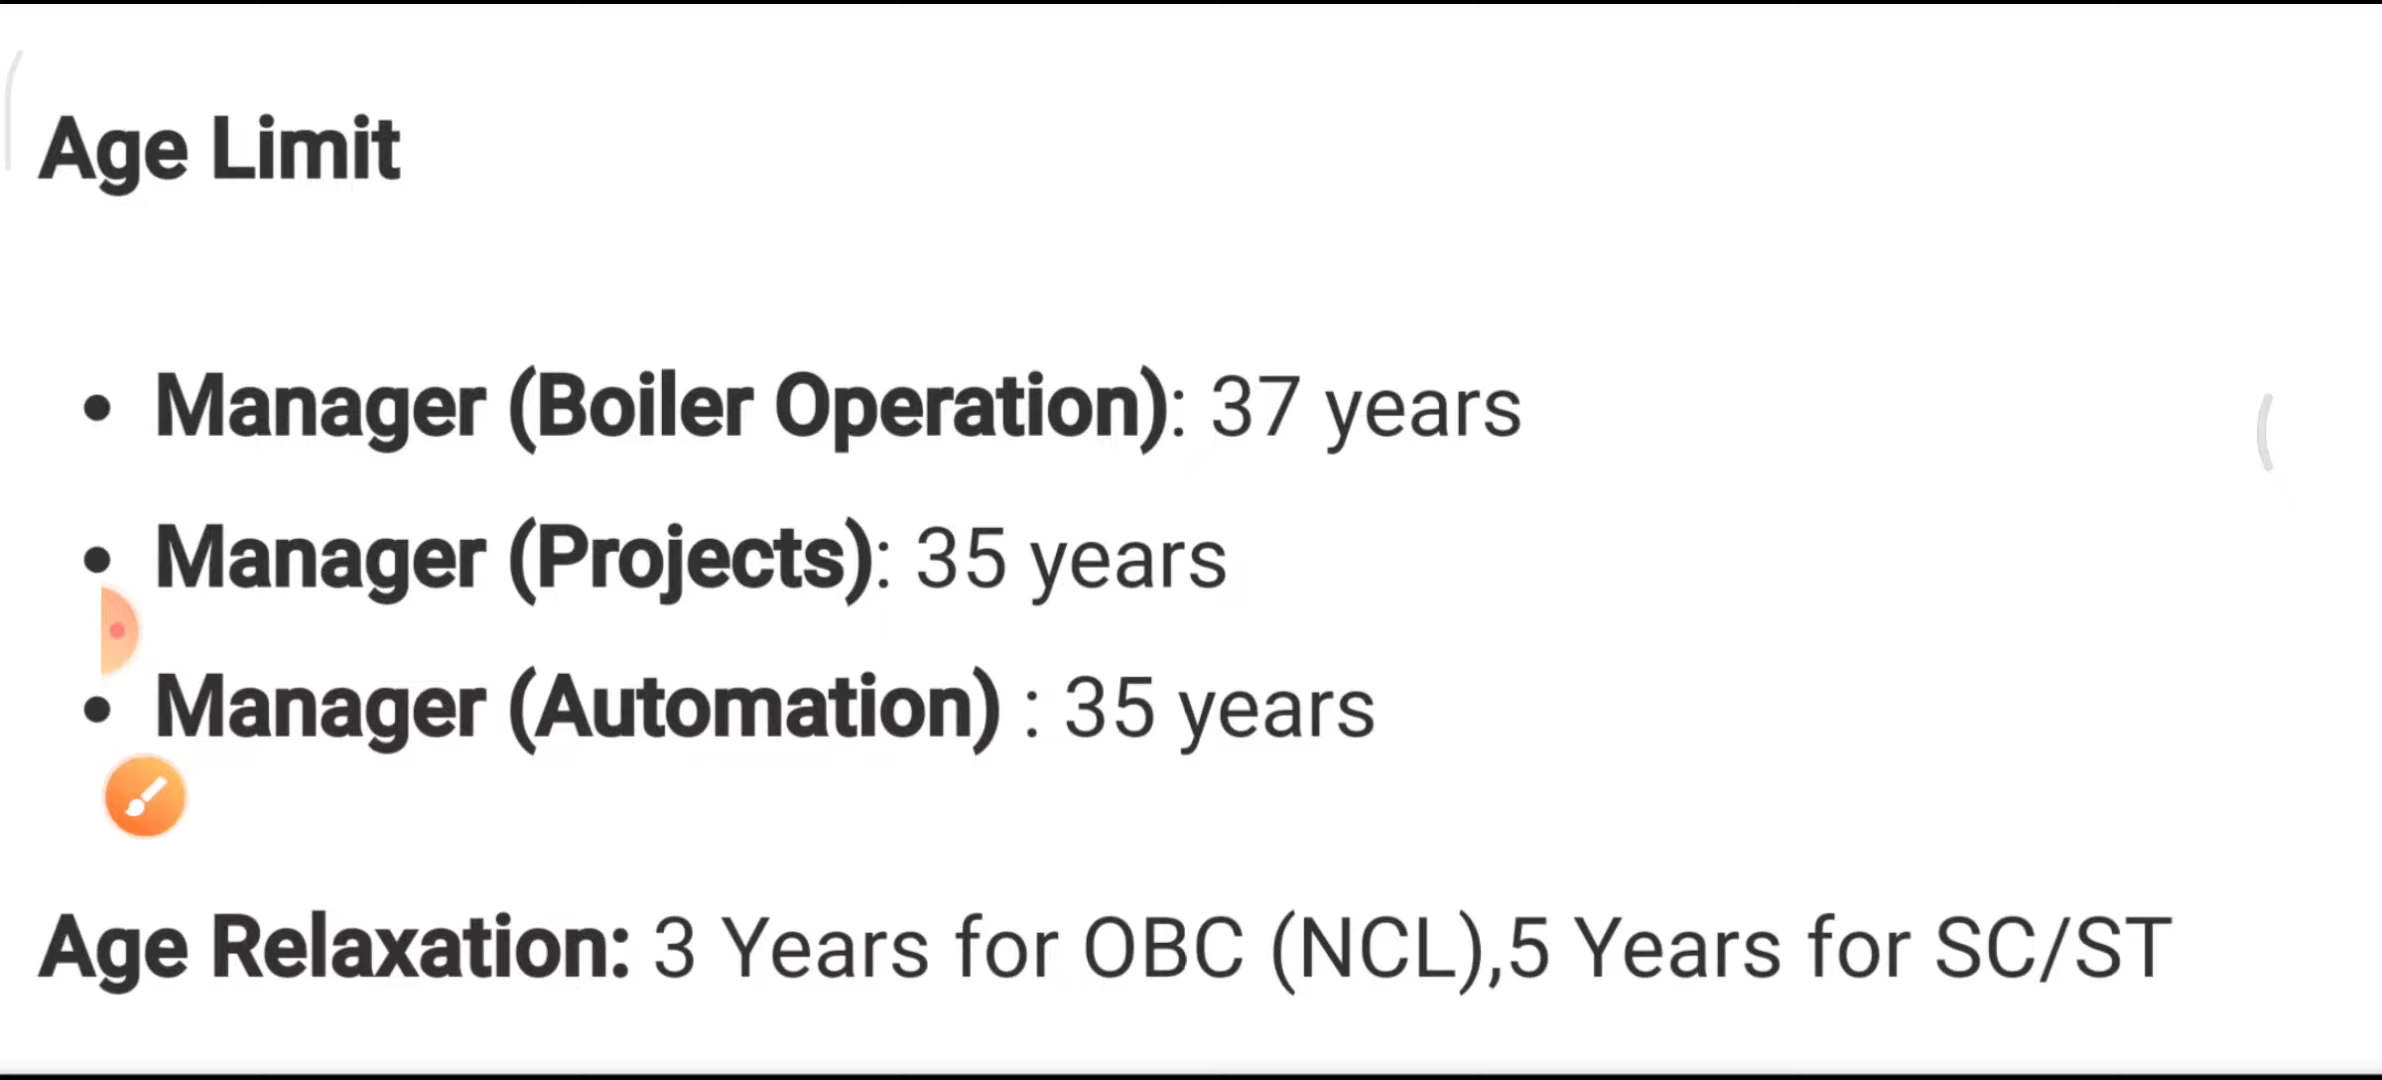 Age Limit
Manager (Boiler Operation): 37 years
Manager (Projects): 35 years
Manager (Automation) : 35 years
Age Relaxation: 3 Years for OBC (NCL),5 Years for SC/ST